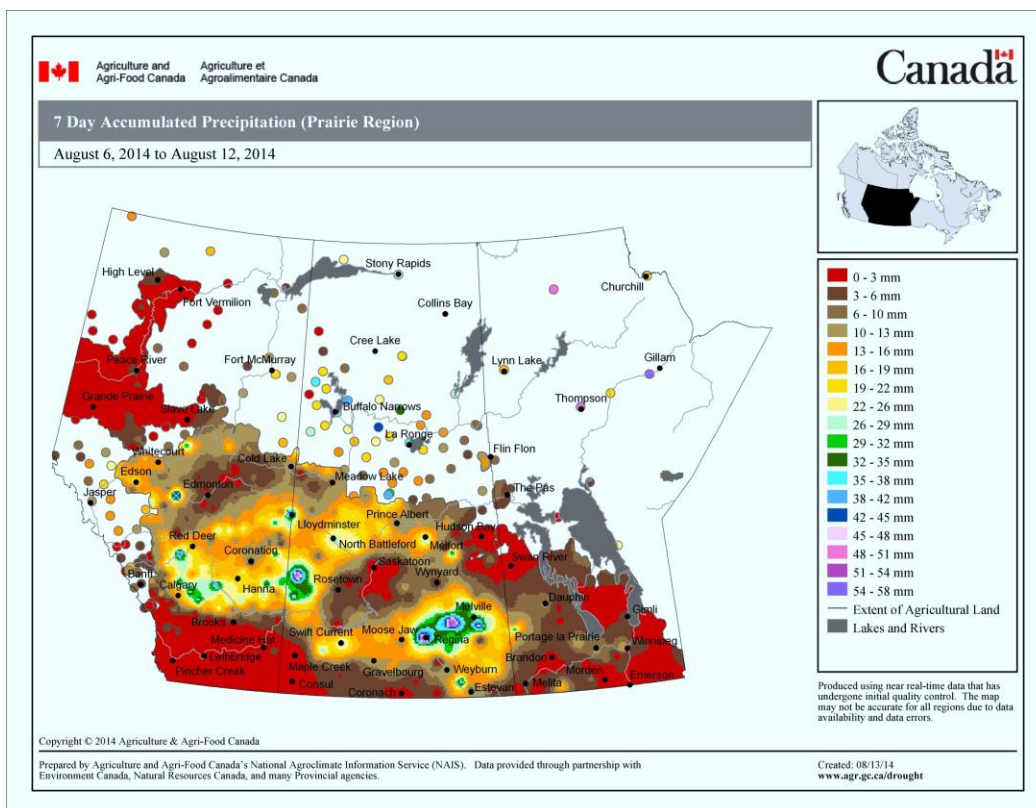 Agriculture and Agriculture et
Agri-Food Canada Agroalimentaire Canada
Canada
7 Day Accumulated Precipitation (Prairie Region)
August 6, 2014 to August 12, 2014
Stony Rapids
High Level
Churchill
Fort Vermilion
Collins Bay
Cree Lake
Peace River
Fort McMurray
Lynn Lake
Gillam
Grande Prairie
Thompson
Slave Lake
Buffalo Narrows
La Ronge
Whitecourt
Flin Flon
Cold Lake
Edson
Meadow Lake
Edmonton
The Pas
Jasper
Lloydminster
Prince Albert
Red Deer
North Battleford
Melfort
Hudson Bay
Coronation
Saskatoon
Swan River
Banff
Rosetown
Wynyard
Calgary
Hanna
Dauphin
Melville
Gimli
Brooks
Swift Current
Moose Jaw
Regina
Portage la Prairie
Medicine Hat
Winnipeg
Lethbridge
Brandon
Pincher Creek
Maple Creek
Gravelbourg
Weyburn
Morden
Consul
Coronach
Estevan
Melita
Emerson
0 - 3 mm
3 - 6 mm
6 - 10 mm
10 - 13 mm
13 - 16 mm
16 - 19 mm
19 - 22 mm
22 - 26 mm
26 - 29 mm
29 - 32 mm
32 - 35 mm
35 - 38 mm
38 - 42 mm
42 - 45 mm
45 - 48 mm
48 - 51 mm
51 - 54 mm
54 - 58 mm
Extent of Agricultural Land
Lakes and Rivers
Produced using near real-time data that has
undergone initial quality control. The map
may not be accurate for all regions due to data
availability and data errors.
Copyright © 2014 Agriculture & Agri-Food Canada
Prepared by Agriculture and Agri-Food Canada's National Agroclimate Information Service (NAIS). Data provided through partnership with
Environment Canada, Natural Resources Canada, and many Provincial agencies.
Created: 08/13/14
www.agr.gc.ca/drought